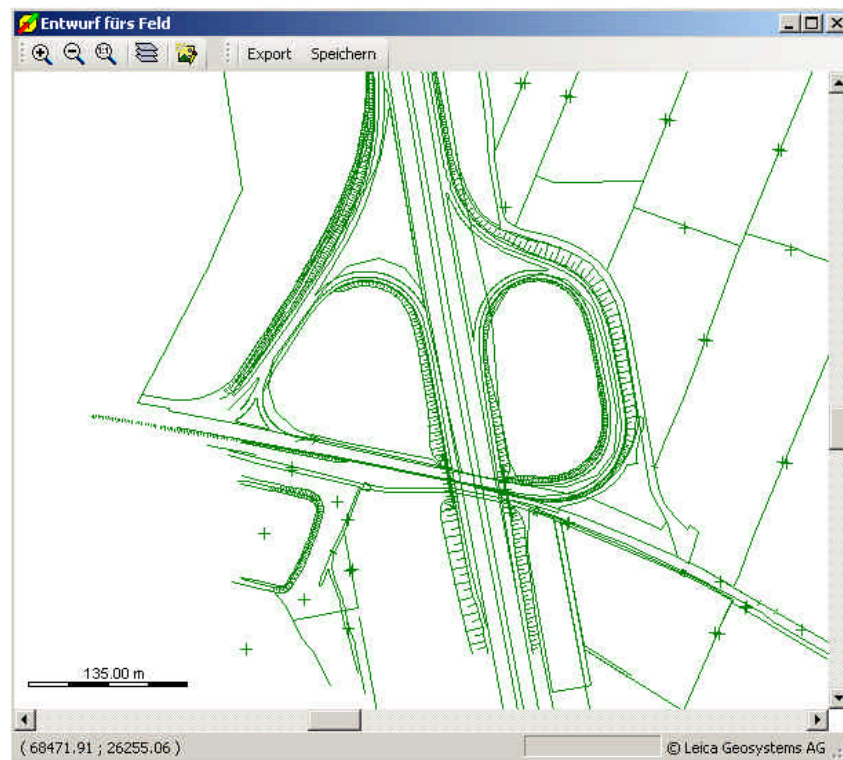 Entwurf fürs Feld
Export Speichern
135.00 m
( 68471.91 ; 26255.06 )
© Leica Geosystems AG